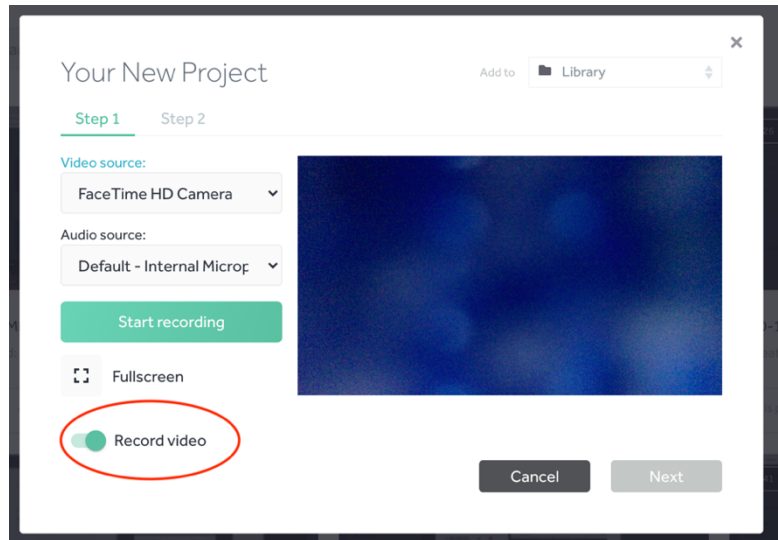 Your New Project
Add to Library
Step 1 Step 2
Video source:
FaceTime HD Camera
Audio source:
Default - Internal Microp
Start recording
Fullscreen
Record video
Cancel Next